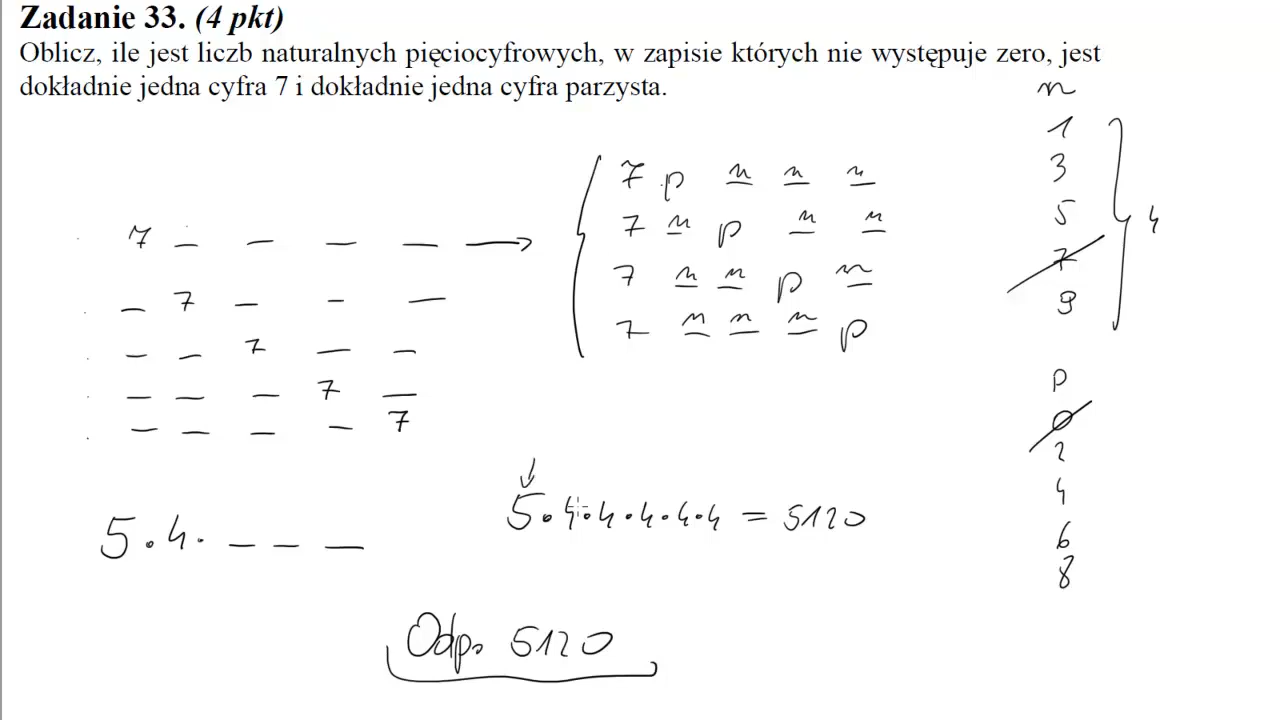 Zadanie 33. (4 pkt)
Oblicz, ile jest liczb naturalnych pięciocyfrowych, w zapisie których nie występuje zero, jest
dokładnie jedna cyfra 7 i dokładnie jedna cyfra parzysta.
7 _ _ _ _ →
_ 7 _ _ _
_ _ 7 _ _
_ _ _ 7 _
_ _ _ _ 7
7 p n n n
7 n p n n
7 n n p n
7 n n n p
n
1
3
5
7
9
4
p
0
2
4
6
8
5 · 4 · _ _ _
5 · 4 · 4 · 4 · 4 · 4 = 5120
Odp. 5120